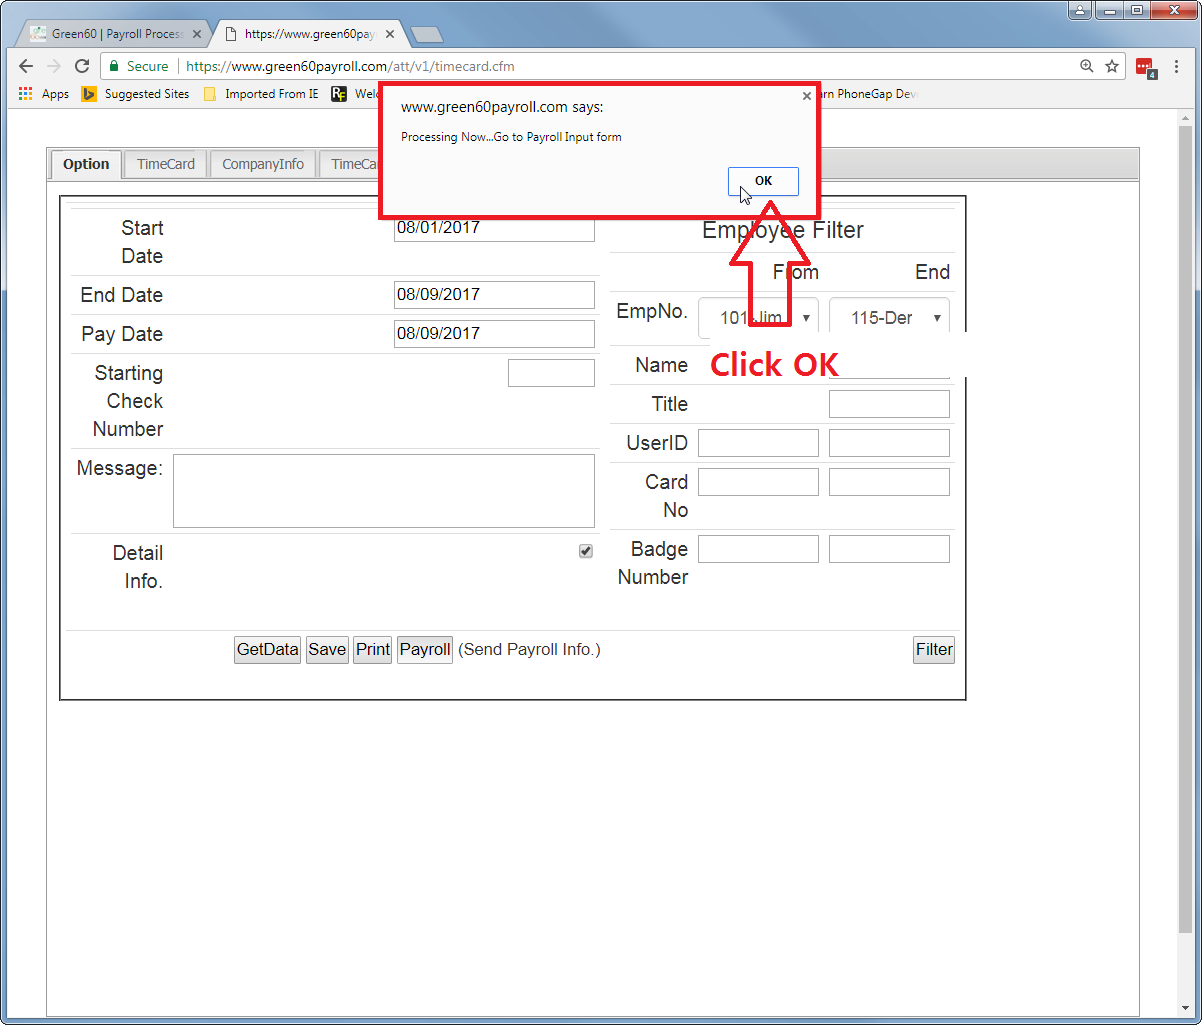 Green60 | Payroll Process
https://www.green60pay
Secure
https://www.green60payroll.com/att/v1/timecard.cfm
4
Apps
Suggested Sites
Imported From IE
RF
PhoneGap Dev
www.green60payroll.com says:
Processing Now...Go to Payroll Input form
OK
Option
TimeCard
CompanyInfo
Start Date
08/01/2017
End Date
08/09/2017
Pay Date
08/09/2017
Starting Check Number
Message:
Detail Info.
Employee Filter
From
End
EmpNo.
101-Jim
115-Der
Click OK
Name
Title
UserID
Card No
Badge Number
GetData
Save
Print
Payroll
(Send Payroll Info.)
Filter